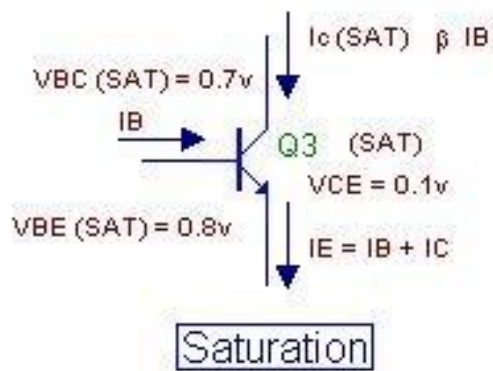 Ic (SAT) β IB
VBC (SAT) = 0.7v
IB
Q3 (SAT)
VCE = 0.1v
VBE (SAT) = 0.8v
IE = IB + IC
Saturation